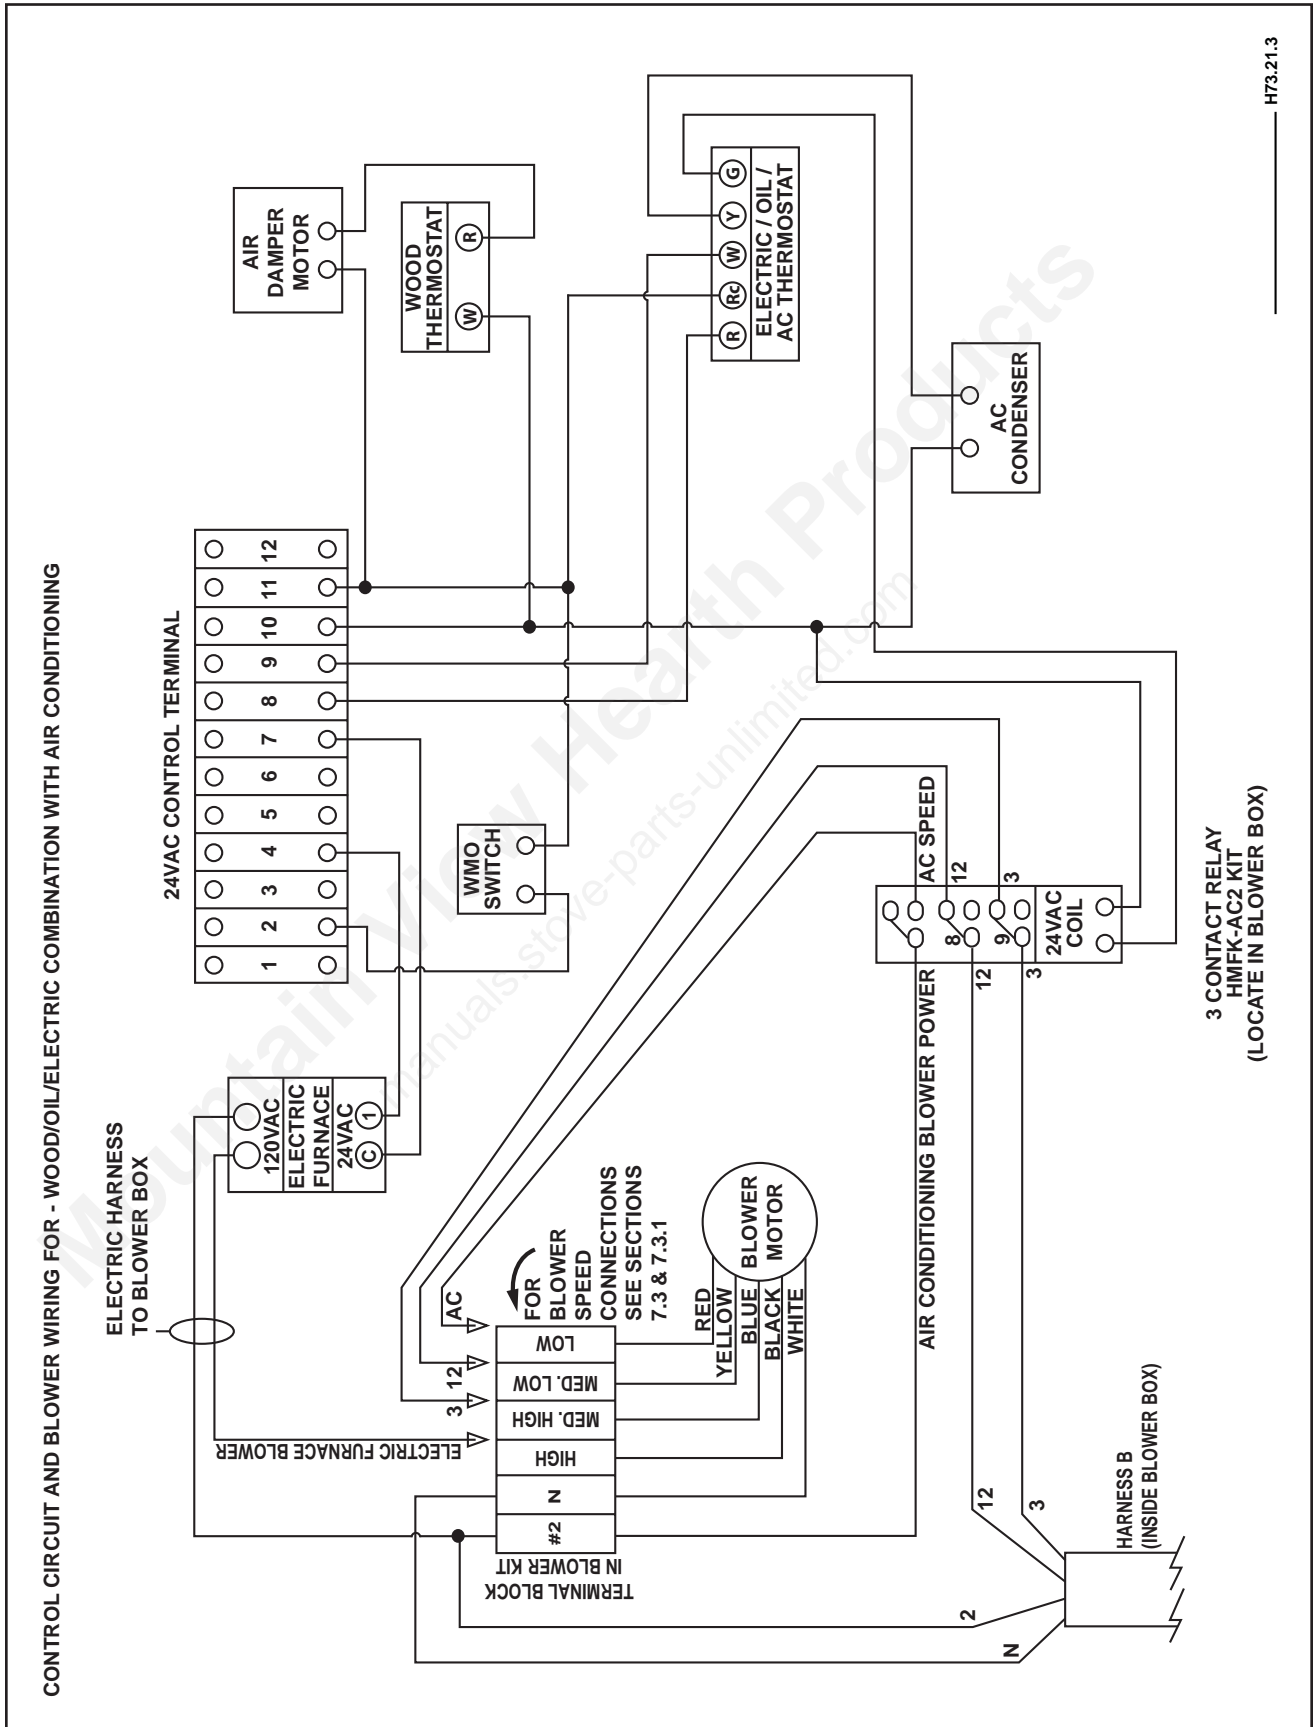 CONTROL CIRCUIT AND BLOWER WIRING FOR - WOOD/OIL/ELECTRIC COMBINATION WITH AIR CONDITIONING
ELECTRIC HARNESS
TO BLOWER BOX
24VAC CONTROL TERMINAL
1
2
3
4
5
6
7
8
9
10
11
12
120VAC
ELECTRIC
FURNACE
24VAC
C
1
WMO
SWITCH
AIR
DAMPER
MOTOR
WOOD
THERMOSTAT
W
R
R
Rc
W
Y
G
ELECTRIC / OIL /
AC THERMOSTAT
AC
CONDENSER
ELECTRIC FURNACE BLOWER
3
12
AC
FOR
BLOWER
SPEED
CONNECTIONS
SEE SECTIONS
7.3 & 7.3.1
TERMINAL BLOCK
IN BLOWER KIT
#2
N
HIGH
MED. HIGH
MED. LOW
LOW
RED
YELLOW
BLUE
BLACK
WHITE
BLOWER
MOTOR
AIR CONDITIONING BLOWER POWER
AC SPEED
12
3
8
9
12
3
24VAC
COIL
3 CONTACT RELAY
HMFK-AC2 KIT
(LOCATE IN BLOWER BOX)
N
2
12
3
HARNESS B
(INSIDE BLOWER BOX)
H73.21.3
Mountain View Hearth Products
manuals.stove-parts-unlimited.com